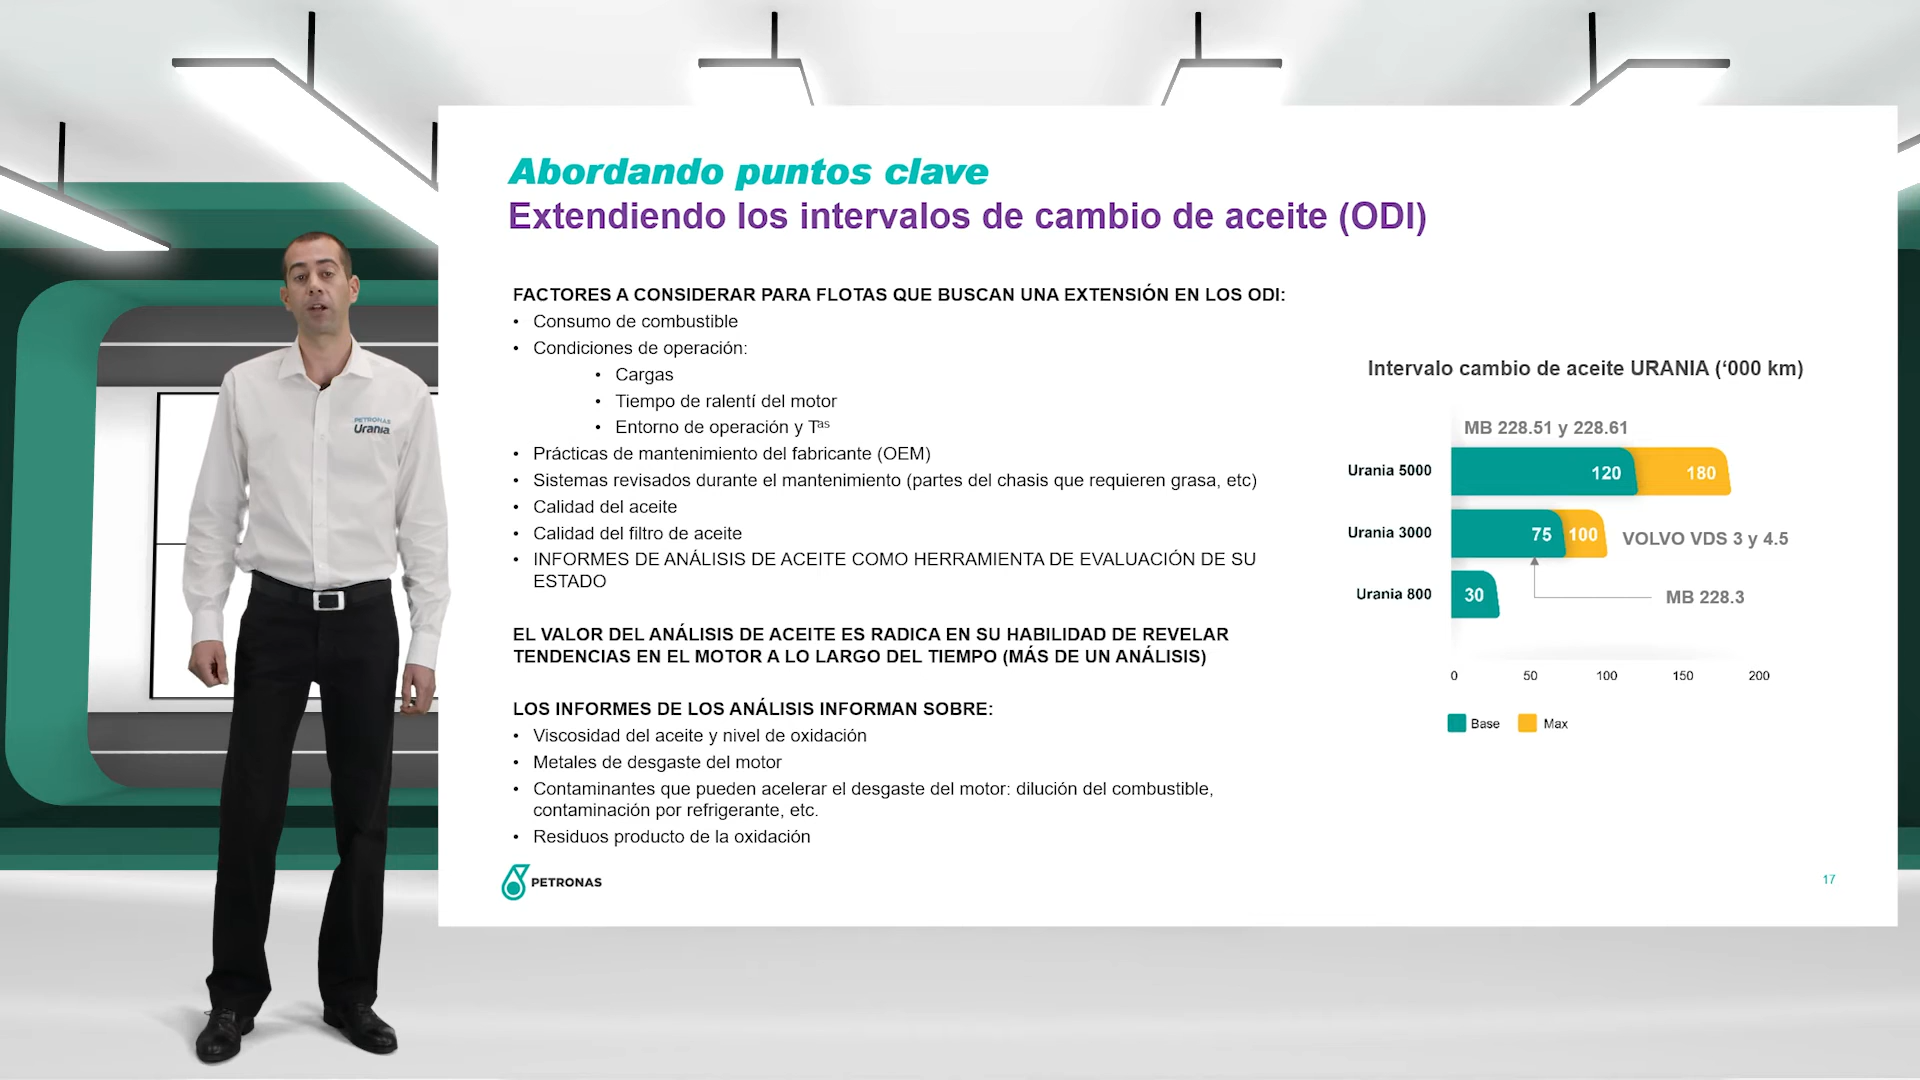 Abordando puntos clave
Extendiendo los intervalos de cambio de aceite (ODI)
FACTORES A CONSIDERAR PARA FLOTAS QUE BUSCAN UNA EXTENSIÓN EN LOS ODI:
• Consumo de combustible
• Condiciones de operación:
• Cargas
• Tiempo de ralentí del motor
• Entorno de operación y Tᵃˢ
• Prácticas de mantenimiento del fabricante (OEM)
• Sistemas revisados durante el mantenimiento (partes del chasis que requieren grasa, etc)
• Calidad del aceite
• Calidad del filtro de aceite
• INFORMES DE ANÁLISIS DE ACEITE COMO HERRAMIENTA DE EVALUACIÓN DE SU
ESTADO
EL VALOR DEL ANÁLISIS DE ACEITE ES RADICA EN SU HABILIDAD DE REVELAR
TENDENCIAS EN EL MOTOR A LO LARGO DEL TIEMPO (MÁS DE UN ANÁLISIS)
LOS INFORMES DE LOS ANÁLISIS INFORMAN SOBRE:
• Viscosidad del aceite y nivel de oxidación
• Metales de desgaste del motor
• Contaminantes que pueden acelerar el desgaste del motor: dilución del combustible,
contaminación por refrigerante, etc.
• Residuos producto de la oxidación
Intervalo cambio de aceite URANIA (‘000 km)
MB 228.51 y 228.61
Urania 5000 120 180
Urania 3000 75 100 VOLVO VDS 3 y 4.5
Urania 800 30 MB 228.3
0 50 100 150 200
Base Max
PETRONAS
17
PETRONAS
Urania